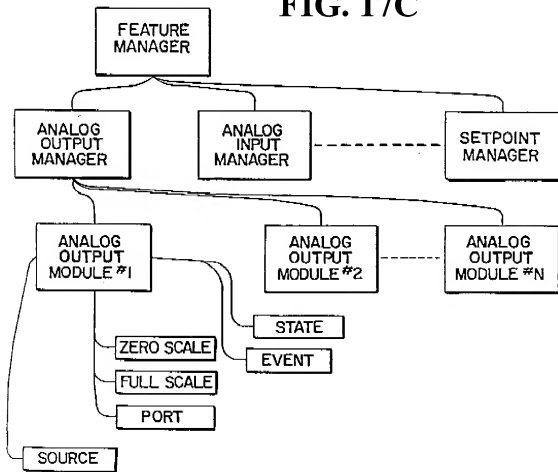 FIG. 17C
FEATURE
MANAGER
ANALOG
OUTPUT
MANAGER
ANALOG
INPUT
MANAGER
SETPOINT
MANAGER
ANALOG
OUTPUT
MODULE #1
ANALOG
OUTPUT
MODULE #2
ANALOG
OUTPUT
MODULE #N
STATE
ZERO SCALE
EVENT
FULL SCALE
PORT
SOURCE